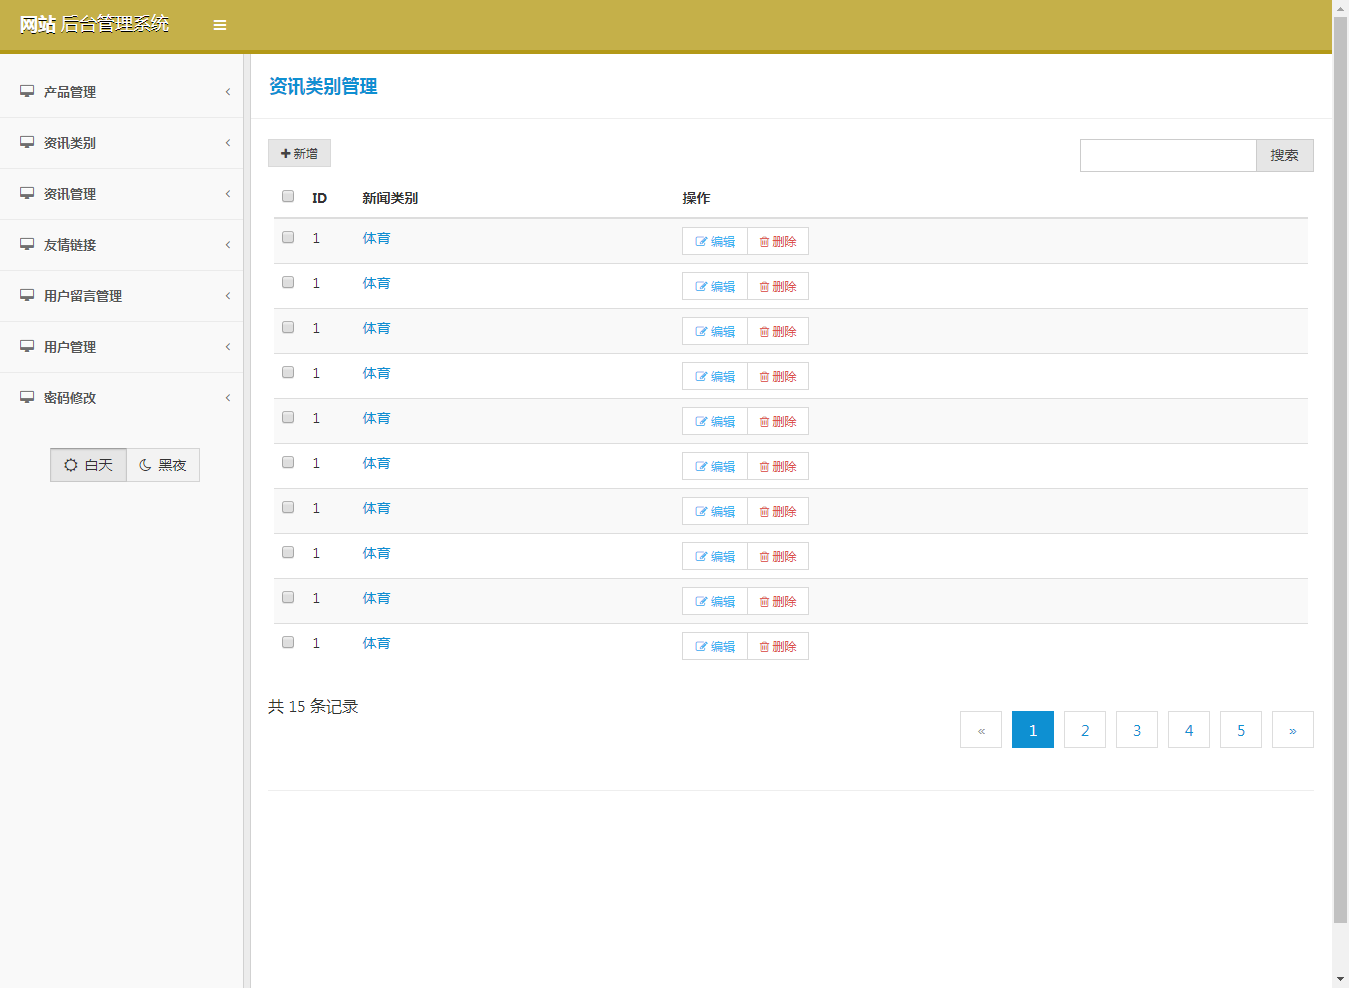 网站 后台管理系统
产品管理
资讯类别
资讯管理
友情链接
用户留言管理
用户管理
密码修改
白天 黑夜
资讯类别管理
新增 搜索
ID 新闻类别 操作
1 体育 编辑 删除
1 体育 编辑 删除
1 体育 编辑 删除
1 体育 编辑 删除
1 体育 编辑 删除
1 体育 编辑 删除
1 体育 编辑 删除
1 体育 编辑 删除
1 体育 编辑 删除
1 体育 编辑 删除
共 15 条记录
« 1 2 3 4 5 »